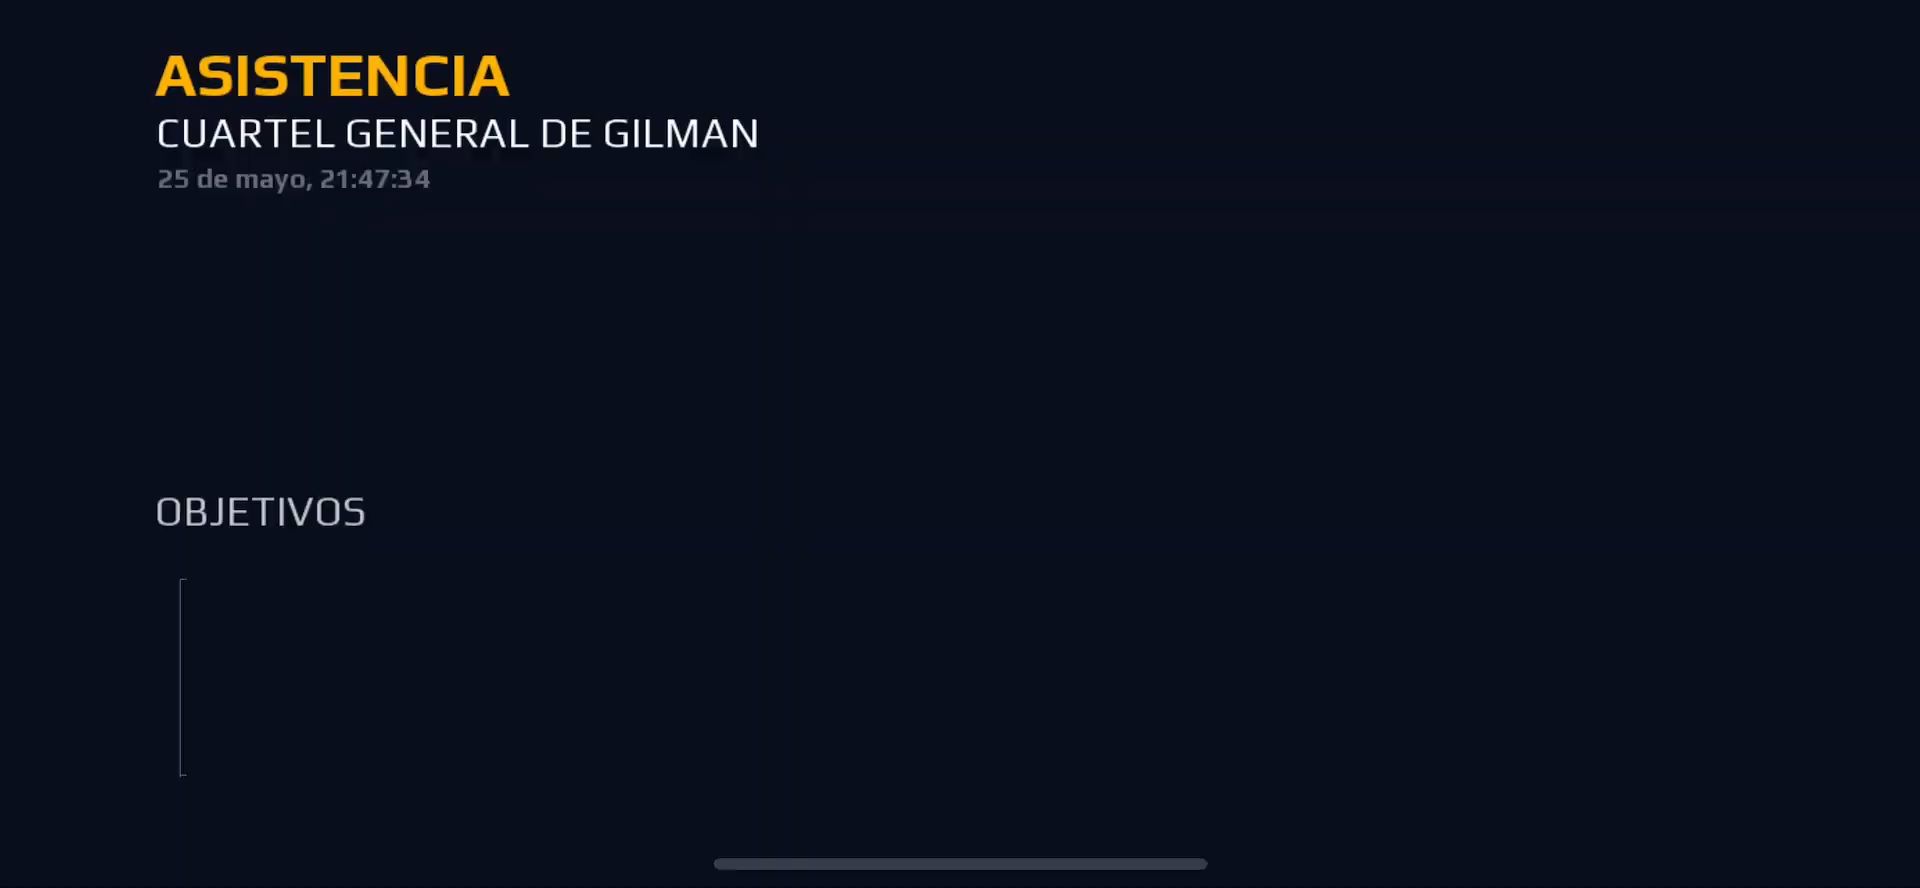 ASISTENCIA
CUARTEL GENERAL DE GILMAN
25 de mayo, 21:47:34
OBJETIVOS